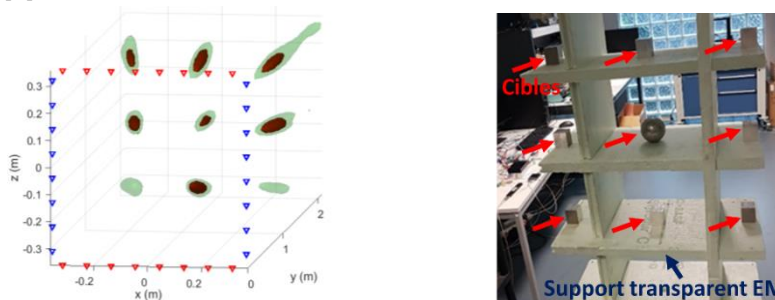 0.3
0.2
0.1
0
-0.1
-0.2
-0.3
z (m)
-0.2
0
0.2
0
1
2
x (m)
y (m)
Cibles
Support transparent EM